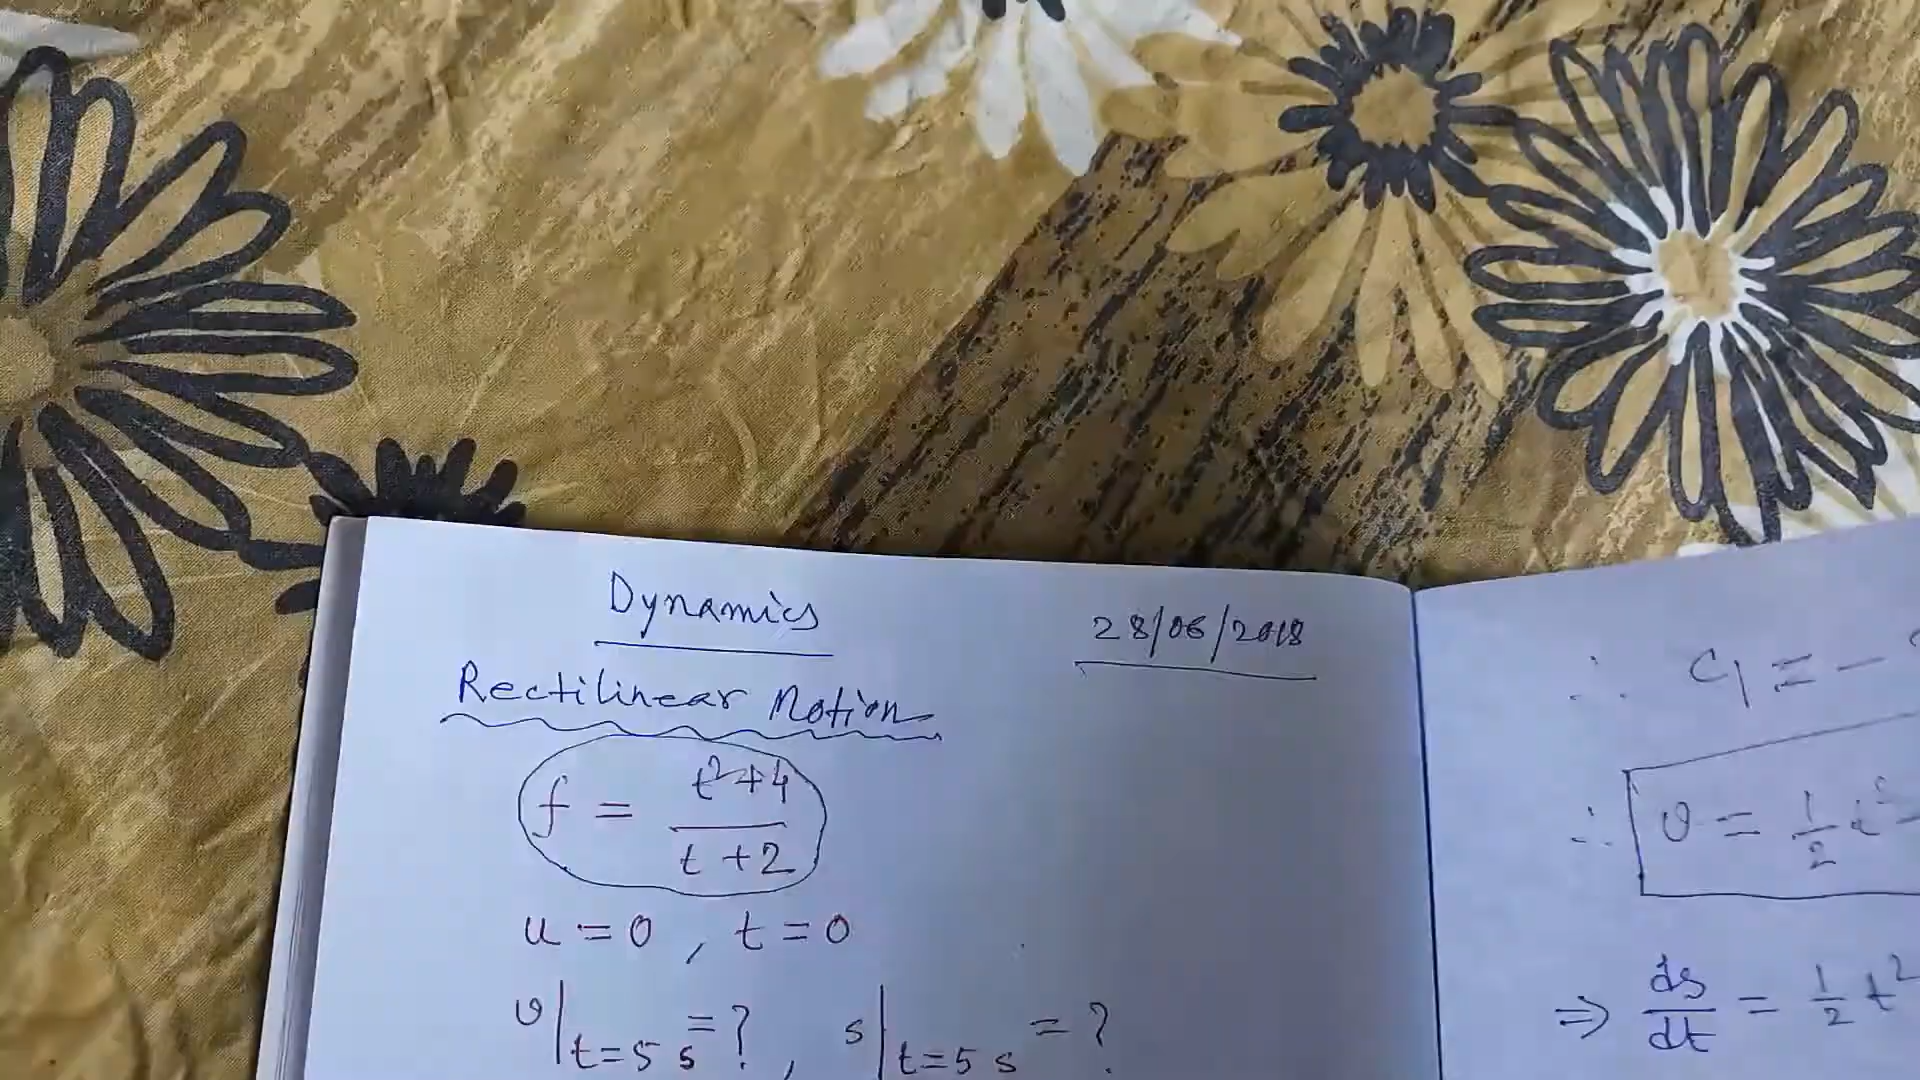 Dynamics
28/06/2018
Rectilinear Motion
f = t²+4 / t+2
u = 0 , t = 0
v|t=5 s = ? , s|t=5 s = ?
∴ C1 = -
∴ v = 1/2 t²
⇒ ds/dt = 1/2 t²